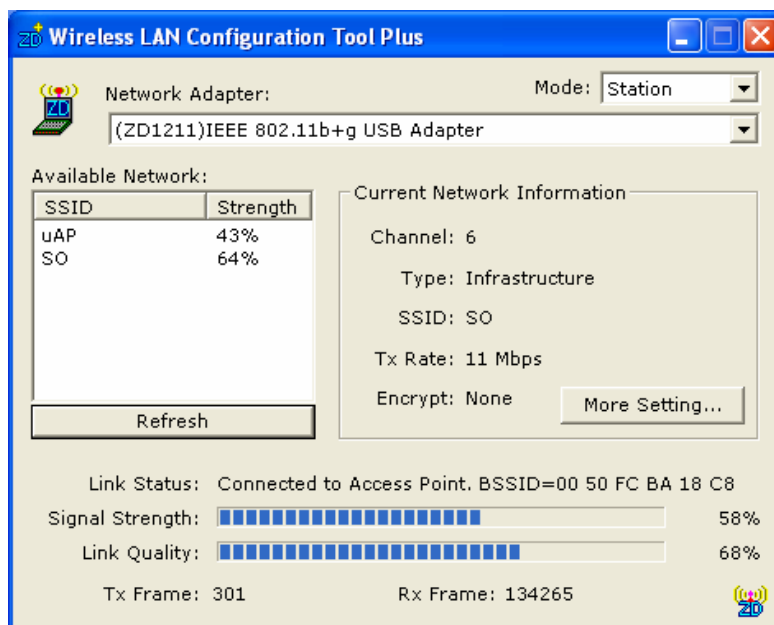 ZD Wireless LAN Configuration Tool Plus
ZD
Network Adapter:
Mode: Station
(ZD1211)IEEE 802.11b+g USB Adapter
Available Network:
SSID Strength
uAP 43%
SO 64%
Refresh
Current Network Information
Channel: 6
Type: Infrastructure
SSID: SO
Tx Rate: 11 Mbps
Encrypt: None
More Setting...
Link Status: Connected to Access Point. BSSID=00 50 FC BA 18 C8
Signal Strength: 58%
Link Quality: 68%
Tx Frame: 301 Rx Frame: 134265
ZD